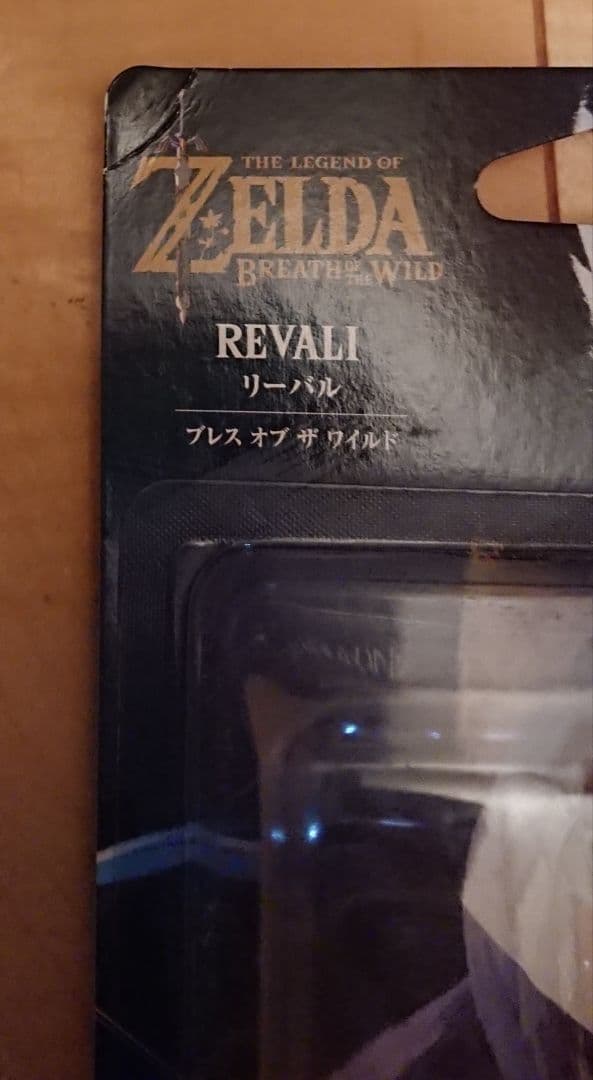 THE LEGEND OF
ZELDA
BREATH OF THE WILD
REVALI
リーバル
ブレス オブ ザ ワイルド